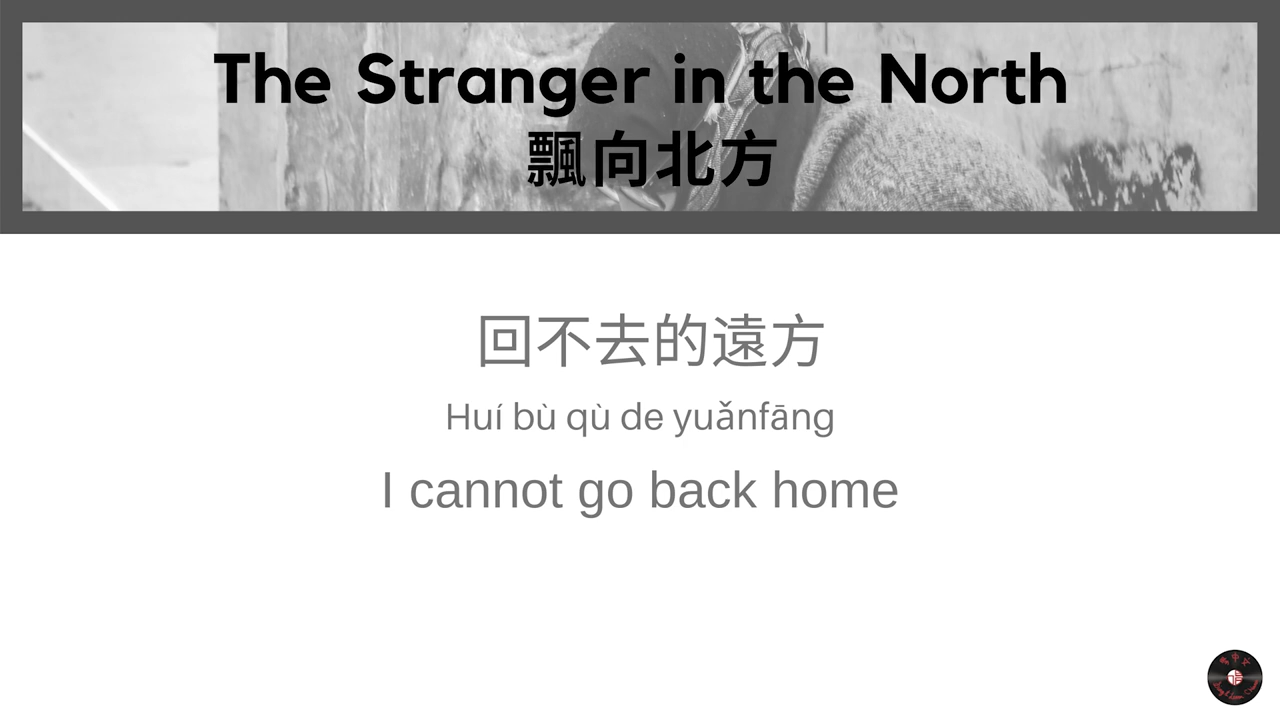 The Stranger in the North
飄向北方
回不去的遠方
Huí bù qù de yuǎnfāng
I cannot go back home